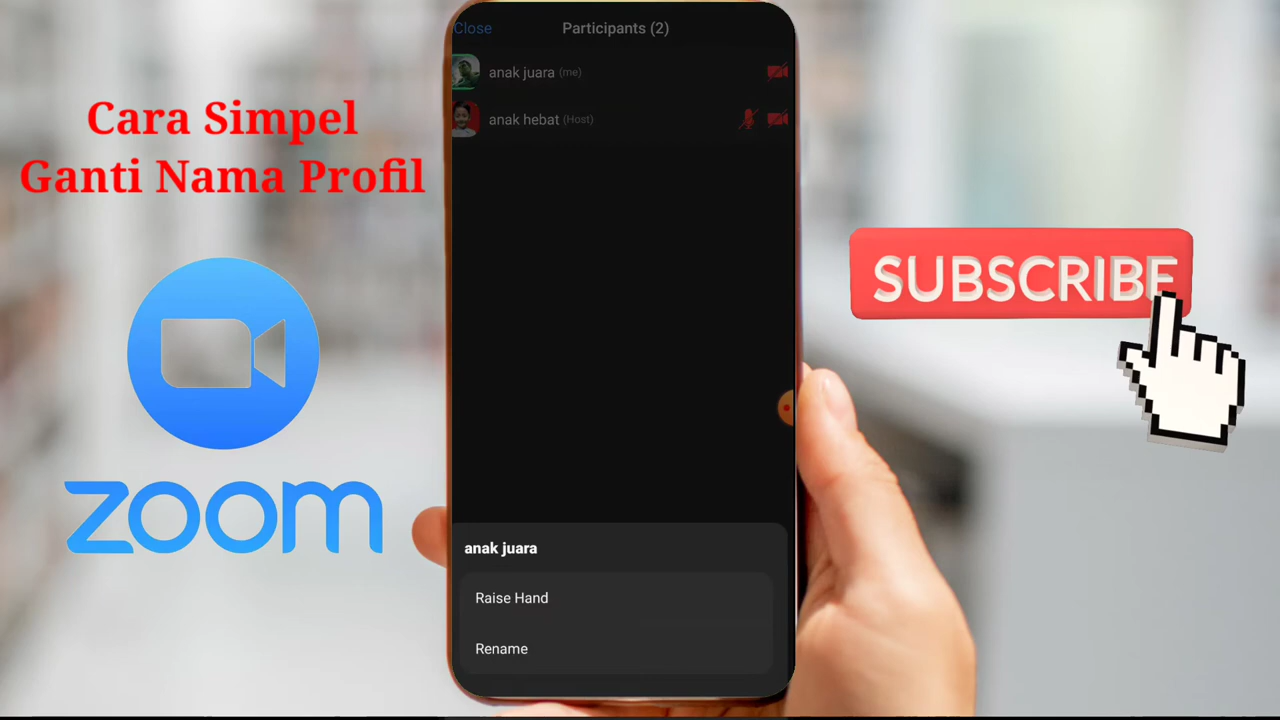 Cara Simpel
Ganti Nama Profil
zoom
Close
Participants (2)
anak juara (me)
anak hebat (Host)
anak juara
Raise Hand
Rename
SUBSCRIBE